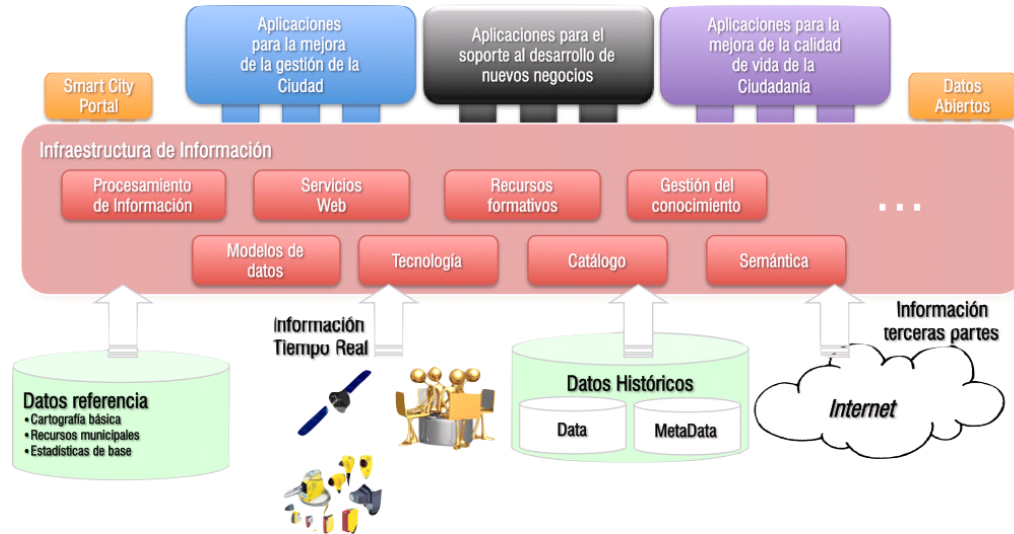 Aplicaciones
para la mejora
de la gestión de la
Ciudad
Aplicaciones para el
soporte al desarrollo de
nuevos negocios
Aplicaciones para la
mejora de la calidad
de vida de la
Ciudadanía
Smart City
Portal
Datos
Abiertos
Infraestructura de Información
Procesamiento
de Información
Servicios
Web
Recursos
formativos
Gestión del
conocimiento
...
Modelos de
datos
Tecnología
Catálogo
Semántica
Información
Tiempo Real
Información
terceras partes
Datos referencia
•Cartografía básica
•Recursos municipales
•Estadísticas de base
Datos Históricos
Data
MetaData
Internet